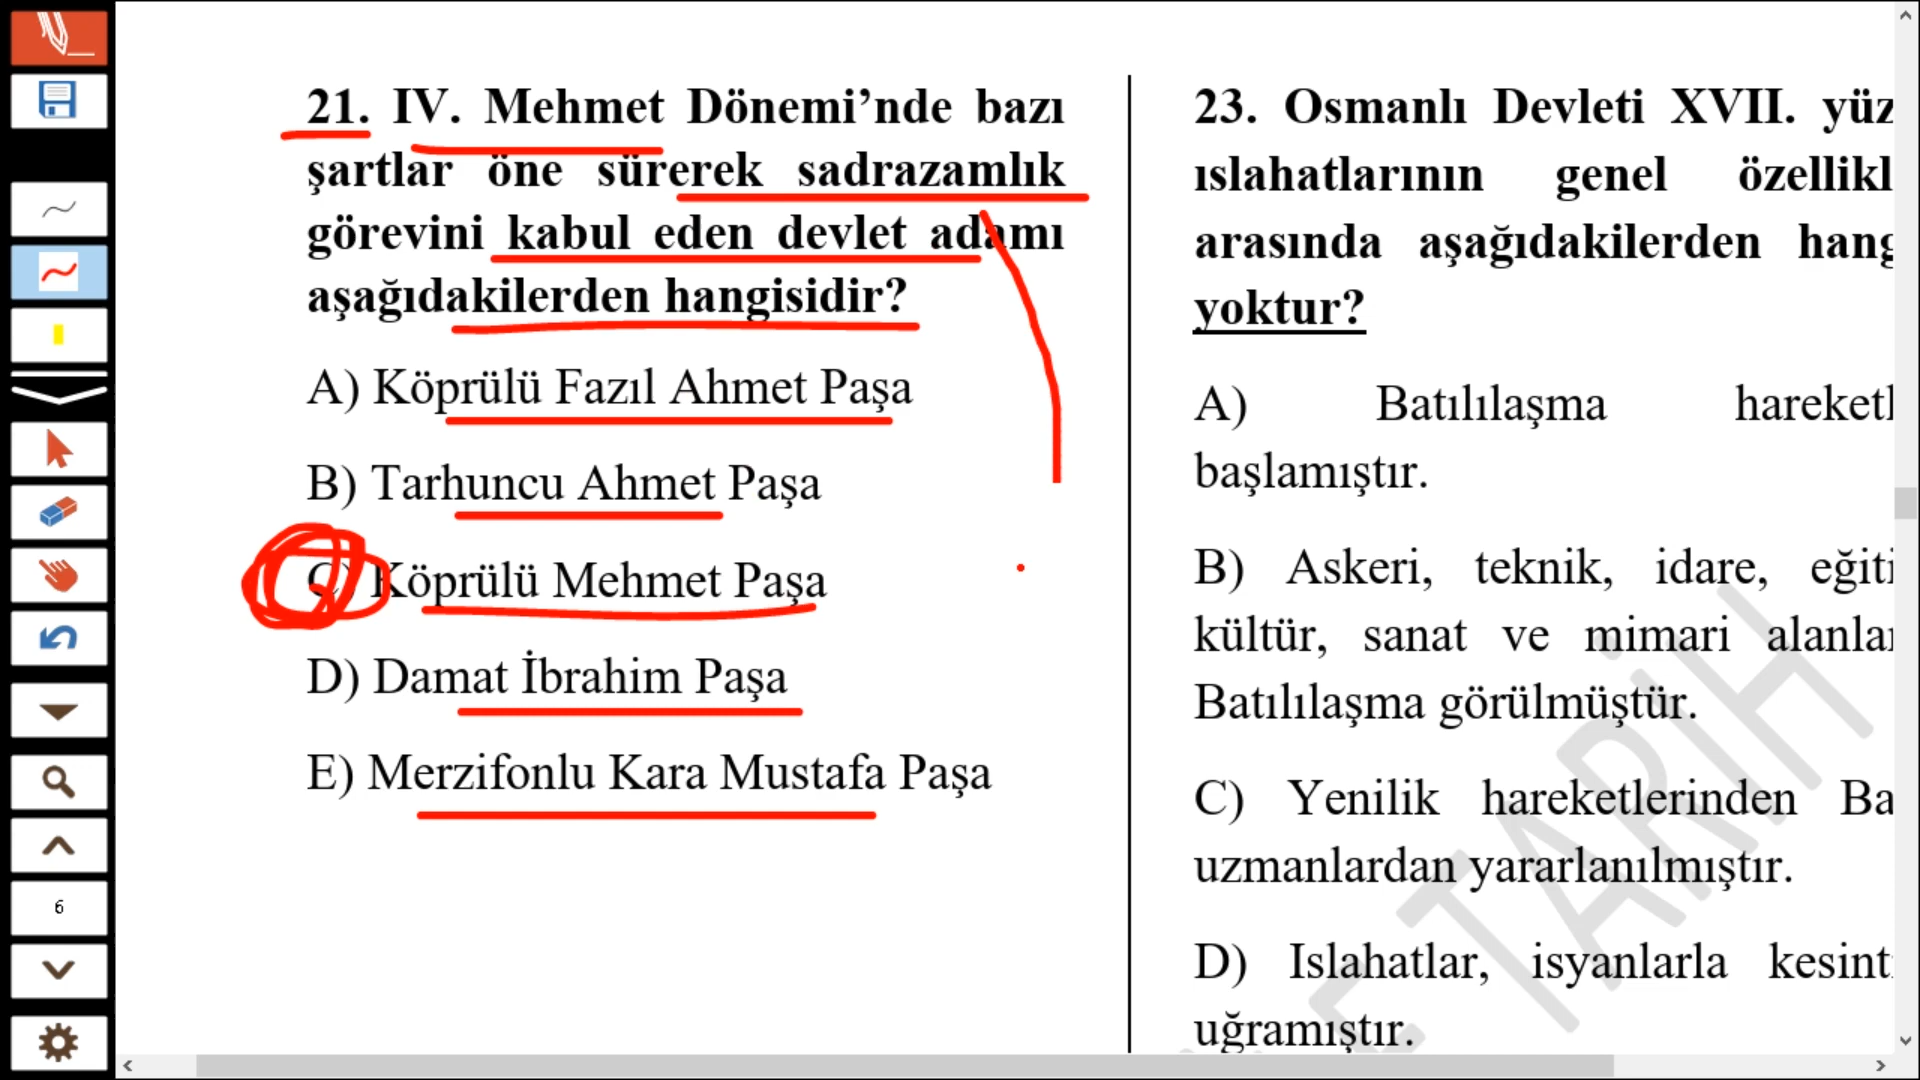 21. IV. Mehmet Dönemi’nde bazı
şartlar öne sürerek sadrazamlık
görevini kabul eden devlet adamı
aşağıdakilerden hangisidir?
A) Köprülü Fazıl Ahmet Paşa
B) Tarhuncu Ahmet Paşa
C) Köprülü Mehmet Paşa
D) Damat İbrahim Paşa
E) Merzifonlu Kara Mustafa Paşa
23. Osmanlı Devleti XVII. yüz
ıslahatlarının genel özellikl
arasında aşağıdakilerden hang
yoktur?
A) Batılılaşma hareketl
başlamıştır.
B) Askeri, teknik, idare, eğiti
kültür, sanat ve mimari alanlar
Batılılaşma görülmüştür.
C) Yenilik hareketlerinden Ba
uzmanlardan yararlanılmıştır.
D) Islahatlar, isyanlarla kesint
uğramıştır.
TARİH
6